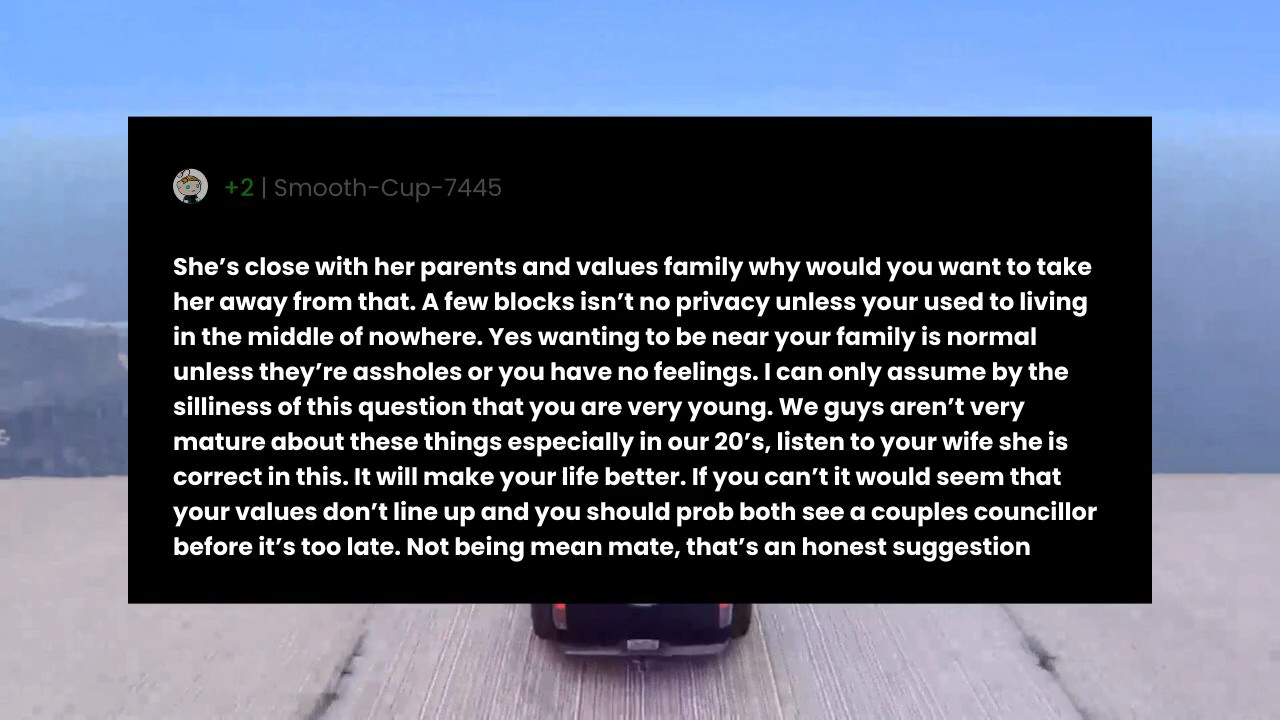 +2 | Smooth-Cup-7445
She’s close with her parents and values family why would you want to take
her away from that. A few blocks isn’t no privacy unless your used to living
in the middle of nowhere. Yes wanting to be near your family is normal
unless they’re assholes or you have no feelings. I can only assume by the
silliness of this question that you are very young. We guys aren’t very
mature about these things especially in our 20’s, listen to your wife she is
correct in this. It will make your life better. If you can’t it would seem that
your values don’t line up and you should prob both see a couples councillor
before it’s too late. Not being mean mate, that’s an honest suggestion